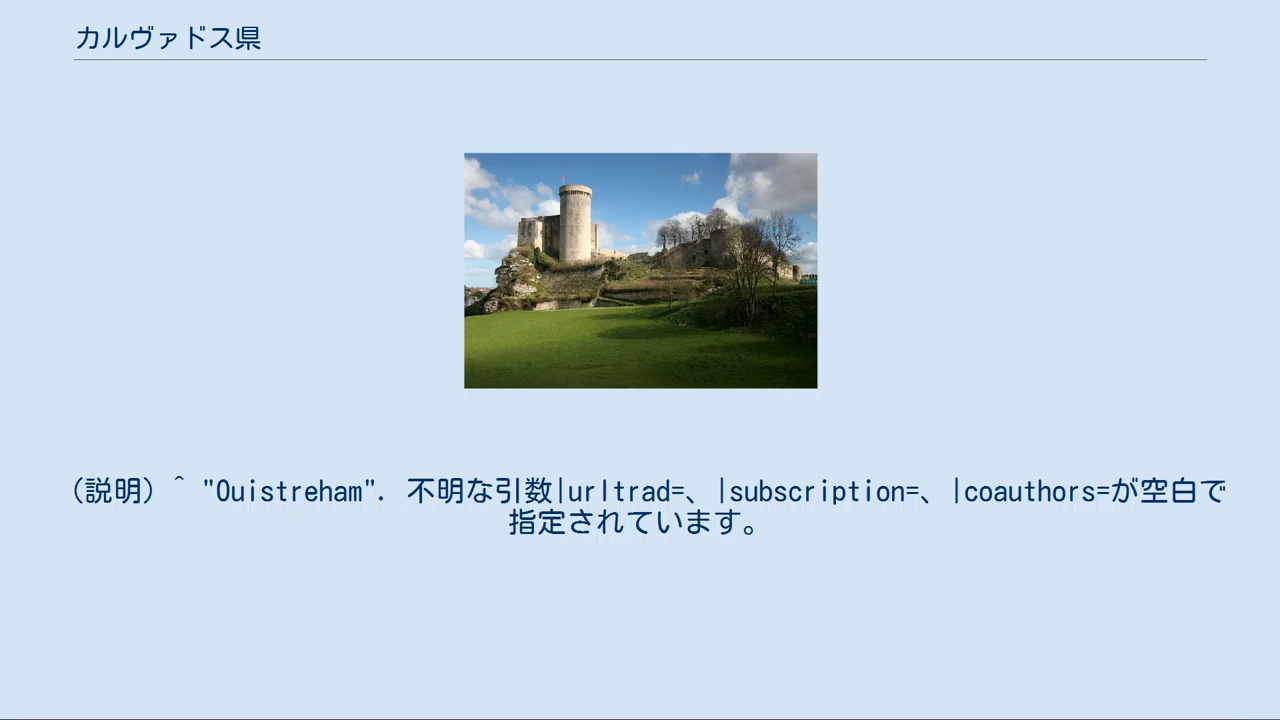 カルヴァドス県
(説明) ^ "Ouistreham". 不明な引数|urltrad=、|subscription=、|coauthors=が空白で
指定されています。